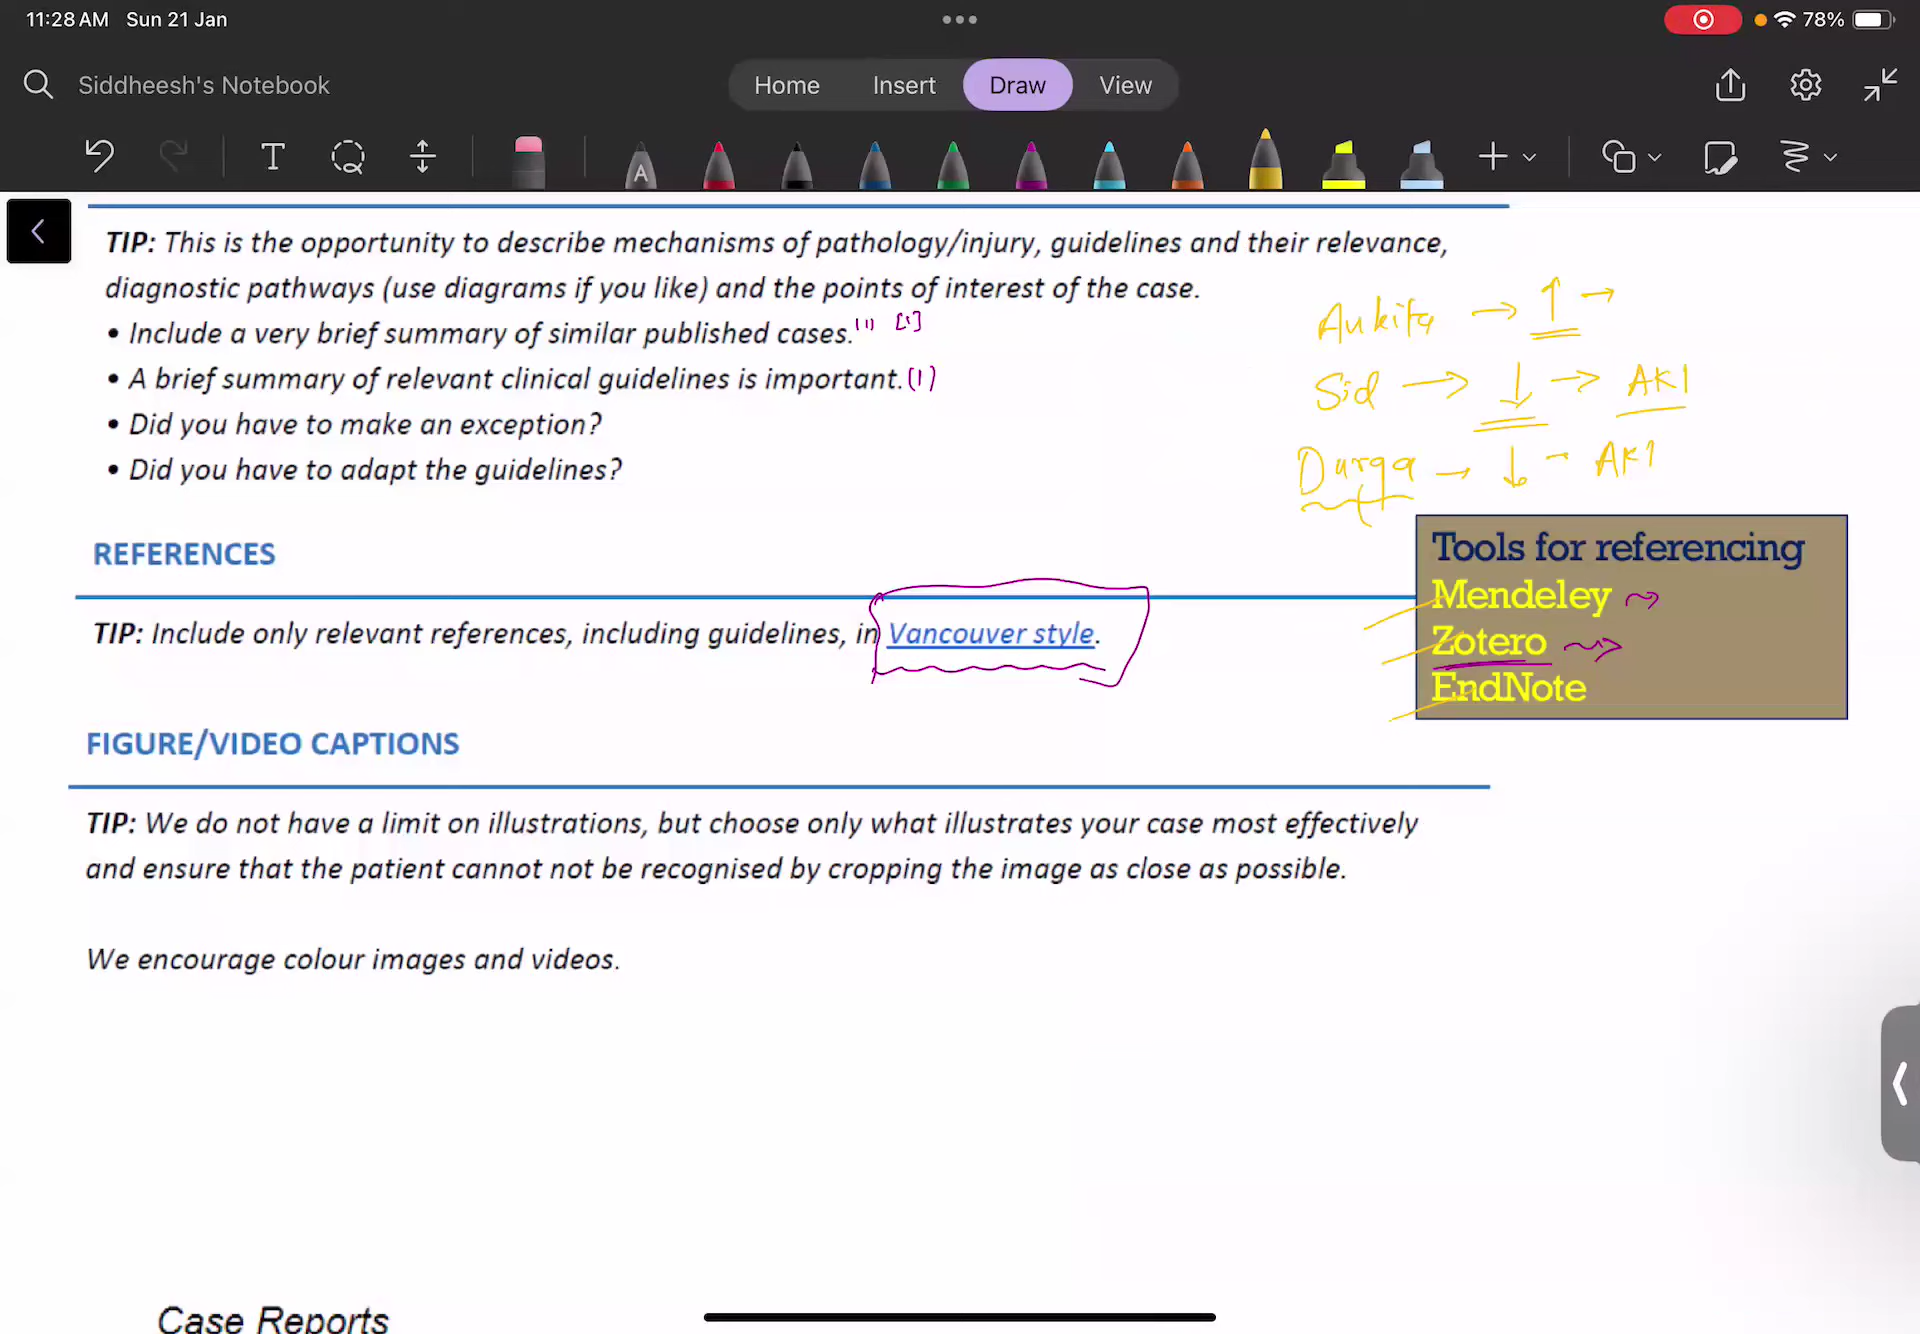 11:28 AM Sun 21 Jan
78%
Siddheesh's Notebook
Home Insert Draw View
T
A
TIP: This is the opportunity to describe mechanisms of pathology/injury, guidelines and their relevance,
diagnostic pathways (use diagrams if you like) and the points of interest of the case.
• Include a very brief summary of similar published cases. (1) [1]
• A brief summary of relevant clinical guidelines is important. (1)
• Did you have to make an exception?
• Did you have to adapt the guidelines?
Ankita → ↑ →
Sid → ↓ → AKI
Durga → ↓ - AKI
REFERENCES
TIP: Include only relevant references, including guidelines, in Vancouver style.
Tools for referencing
Mendeley
Zotero
EndNote
FIGURE/VIDEO CAPTIONS
TIP: We do not have a limit on illustrations, but choose only what illustrates your case most effectively
and ensure that the patient cannot not be recognised by cropping the image as close as possible.
We encourage colour images and videos.
Case Reports